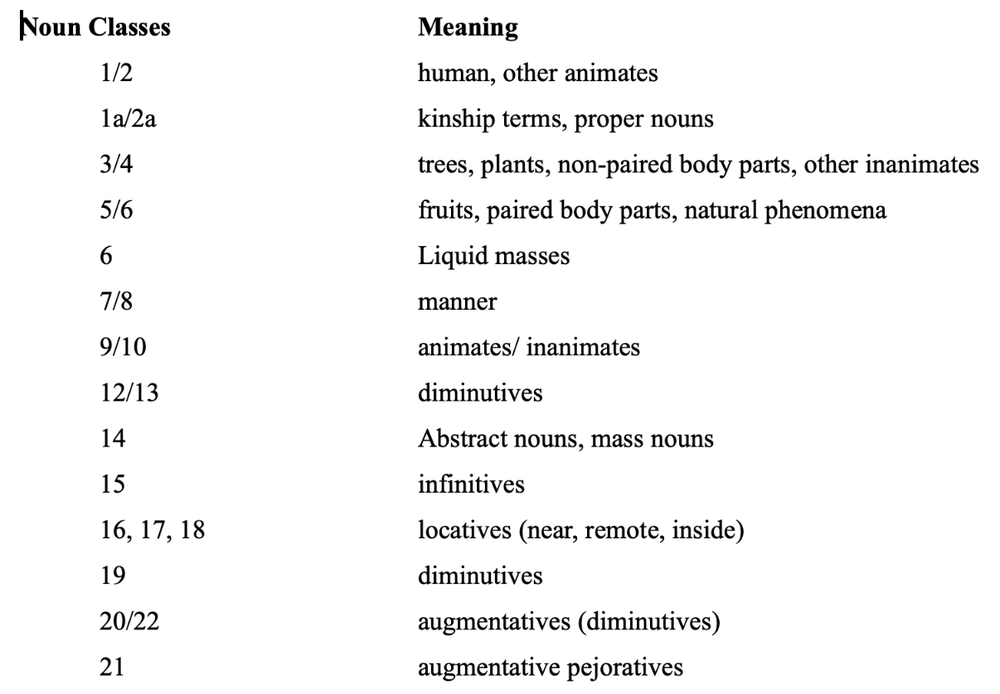 Noun Classes Meaning
1/2 human, other animates
1a/2a kinship terms, proper nouns
3/4 trees, plants, non-paired body parts, other inanimates
5/6 fruits, paired body parts, natural phenomena
6 Liquid masses
7/8 manner
9/10 animates/ inanimates
12/13 diminutives
14 Abstract nouns, mass nouns
15 infinitives
16, 17, 18 locatives (near, remote, inside)
19 diminutives
20/22 augmentatives (diminutives)
21 augmentative pejoratives